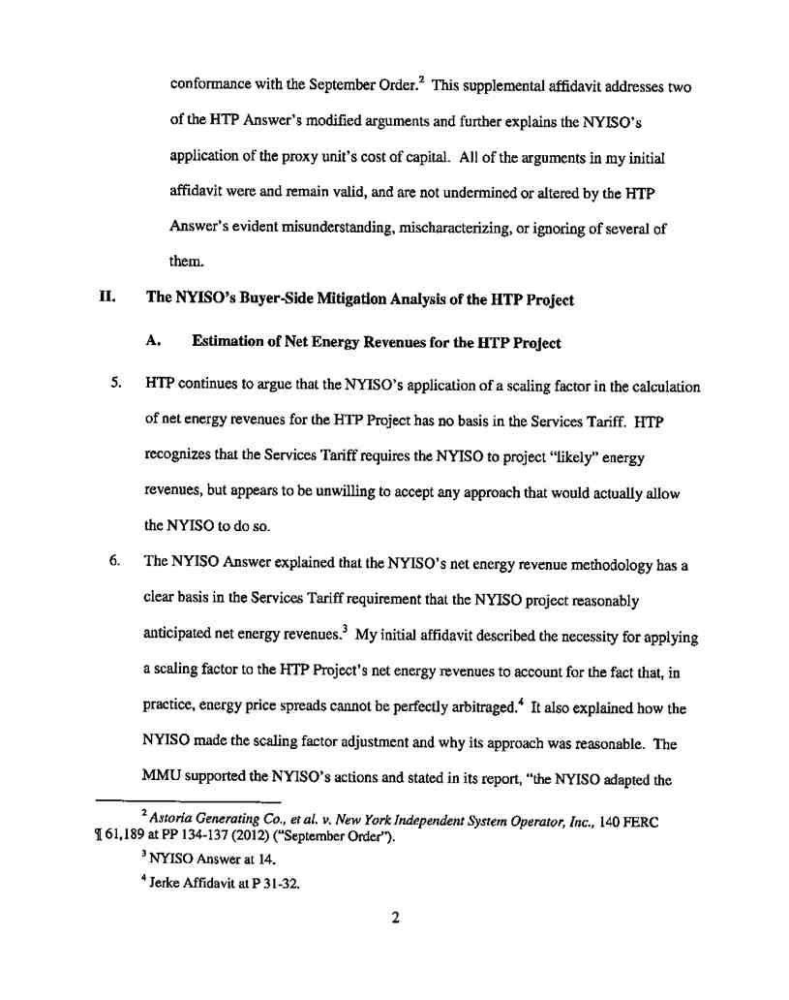 conformance with the September Order.2 This supplemental affidavit addresses two
of the HTP Answer's modified arguments and further explains the NYISO's
application of the proxy unit's cost of capital. All of the arguments in my initial
affidavit were and remain valid, and are not undermined or altered by the HTP
Answer's evident misunderstanding, mischaracterizing, or ignoring of several of
them.
II. The NYISO's Buyer-Side Mitigation Analysis of the HTP Project
A. Estimation of Net Energy Revenues for the HTP Project
5. HTP continues to argue that the NYISO's application of a scaling factor in the calculation
of net energy revenues for the HTP Project has no basis in the Services Tariff. HTP
recognizes that the Services Tariff requires the NYISO to project "likely" energy
revenues, but appears to be unwilling to accept any approach that would actually allow
the NYISO to do so.
6. The NYISO Answer explained that the NYISO's net energy revenue methodology has a
clear basis in the Services Tariff requirement that the NYISO project reasonably
anticipated net energy revenues.3 My initial affidavit described the necessity for applying
a scaling factor to the HTP Project's net energy revenues to account for the fact that, in
practice, energy price spreads cannot be perfectly arbitraged.4 It also explained how the
NYISO made the scaling factor adjustment and why its approach was reasonable. The
MMU supported the NYISO's actions and stated in its report, "the NYISO adapted the
2 Astoria Generating Co., et al. v. New York Independent System Operator, Inc., 140 FERC
¶ 61,189 at PP 134-137 (2012) ("September Order").
3 NYISO Answer at 14.
4 Jerke Affidavit at P 31-32.
2